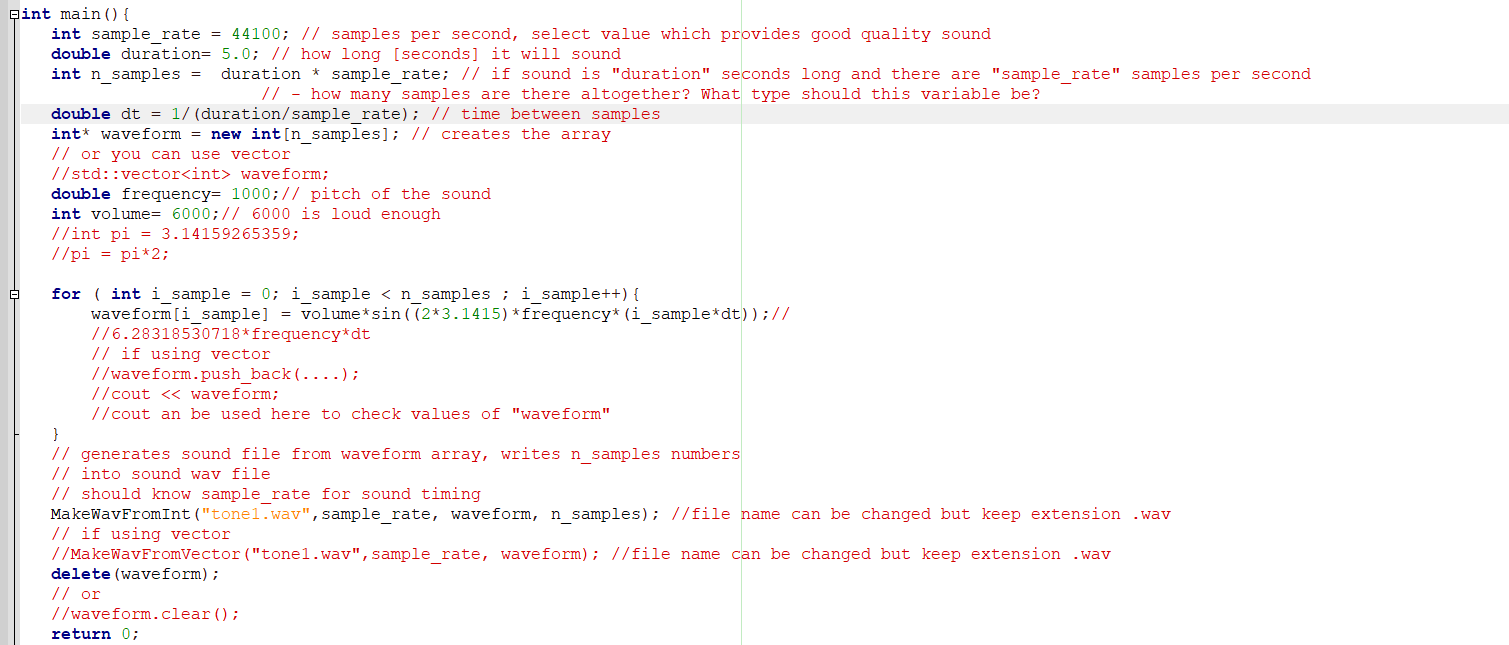 int main(){
int sample_rate = 44100; // samples per second, select value which provides good quality sound
double duration= 5.0; // how long [seconds] it will sound
int n_samples =  duration * sample_rate; // if sound is "duration" seconds long and there are "sample_rate" samples per second
// - how many samples are there altogether? What type should this variable be?
double dt = 1/(duration/sample_rate); // time between samples
int* waveform = new int[n_samples]; // creates the array
// or you can use vector
//std::vector<int> waveform;
double frequency= 1000;// pitch of the sound
int volume= 6000;// 6000 is loud enough
//int pi = 3.14159265359;
//pi = pi*2;
for ( int i_sample = 0; i_sample < n_samples ; i_sample++){
waveform[i_sample] = volume*sin((2*3.1415)*frequency*(i_sample*dt));//
//6.28318530718*frequency*dt
// if using vector
//waveform.push_back(....);
//cout << waveform;
//cout an be used here to check values of "waveform"
}
// generates sound file from waveform array, writes n_samples numbers
// into sound wav file
// should know sample_rate for sound timing
MakeWavFromInt("tone1.wav",sample_rate, waveform, n_samples); //file name can be changed but keep extension .wav
// if using vector
//MakeWavFromVector("tone1.wav",sample_rate, waveform); //file name can be changed but keep extension .wav
delete(waveform);
// or
//waveform.clear();
return 0;